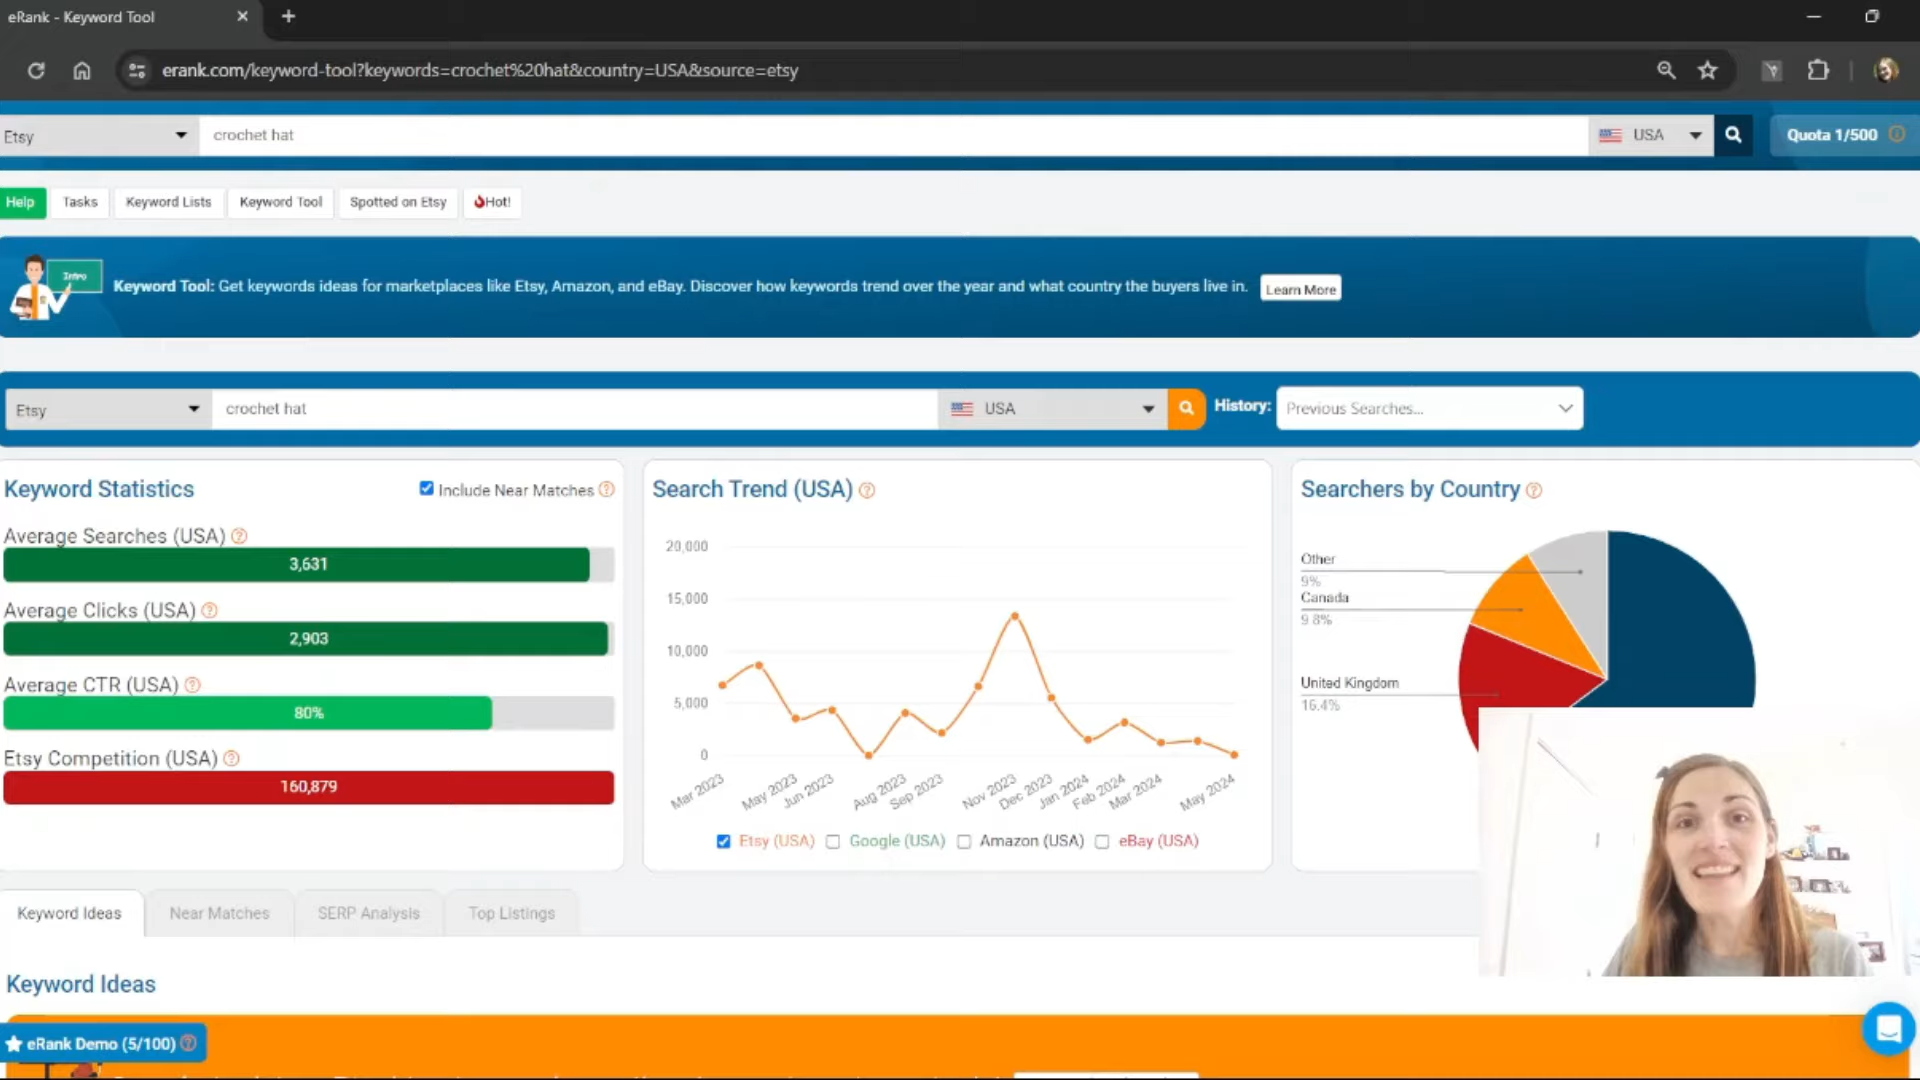 eRank - Keyword Tool
erank.com/keyword-tool?keywords=crochet%20hat&country=USA&source=etsy
Etsy crochet hat USA Quota 1/500
Help Tasks Keyword Lists Keyword Tool Spotted on Etsy Hot!
Intro
Keyword Tool: Get keywords ideas for marketplaces like Etsy, Amazon, and eBay. Discover how keywords trend over the year and what country the buyers live in. Learn More
Etsy crochet hat USA History: Previous Searches...
Keyword Statistics Include Near Matches
Average Searches (USA)
3,631
Average Clicks (USA)
2,903
Average CTR (USA)
80%
Etsy Competition (USA)
160,879
Search Trend (USA)
20,000
15,000
10,000
5,000
0
Mar 2023 May 2023 Jun 2023 Aug 2023 Sep 2023 Nov 2023 Dec 2023 Jan 2024 Feb 2024 Mar 2024 May 2024
Etsy (USA) Google (USA) Amazon (USA) eBay (USA)
Searchers by Country
Other
9%
Canada
9.8%
United Kingdom
16.4%
Keyword Ideas Near Matches SERP Analysis Top Listings
Keyword Ideas
eRank Demo (5/100)